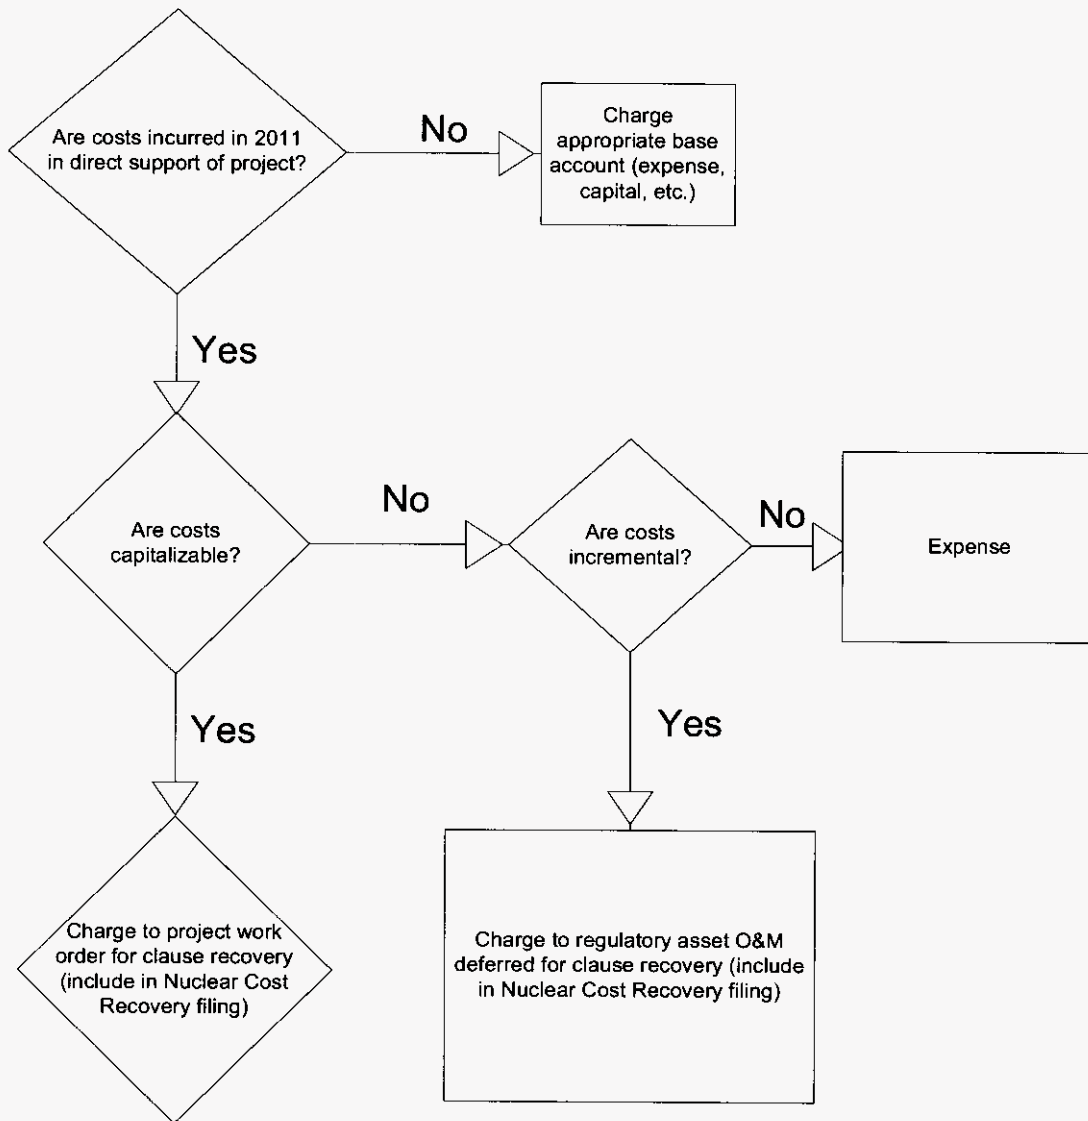 Are costs incurred in 2011
in direct support of project?
No
Charge
appropriate base
account (expense,
capital, etc.)
Yes
Are costs
capitalizable?
No
Are costs
incremental?
No
Expense
Yes
Yes
Charge to project work
order for clause recovery
(include in Nuclear Cost
Recovery filing)
Charge to regulatory asset O&M
deferred for clause recovery (include
in Nuclear Cost Recovery filing)